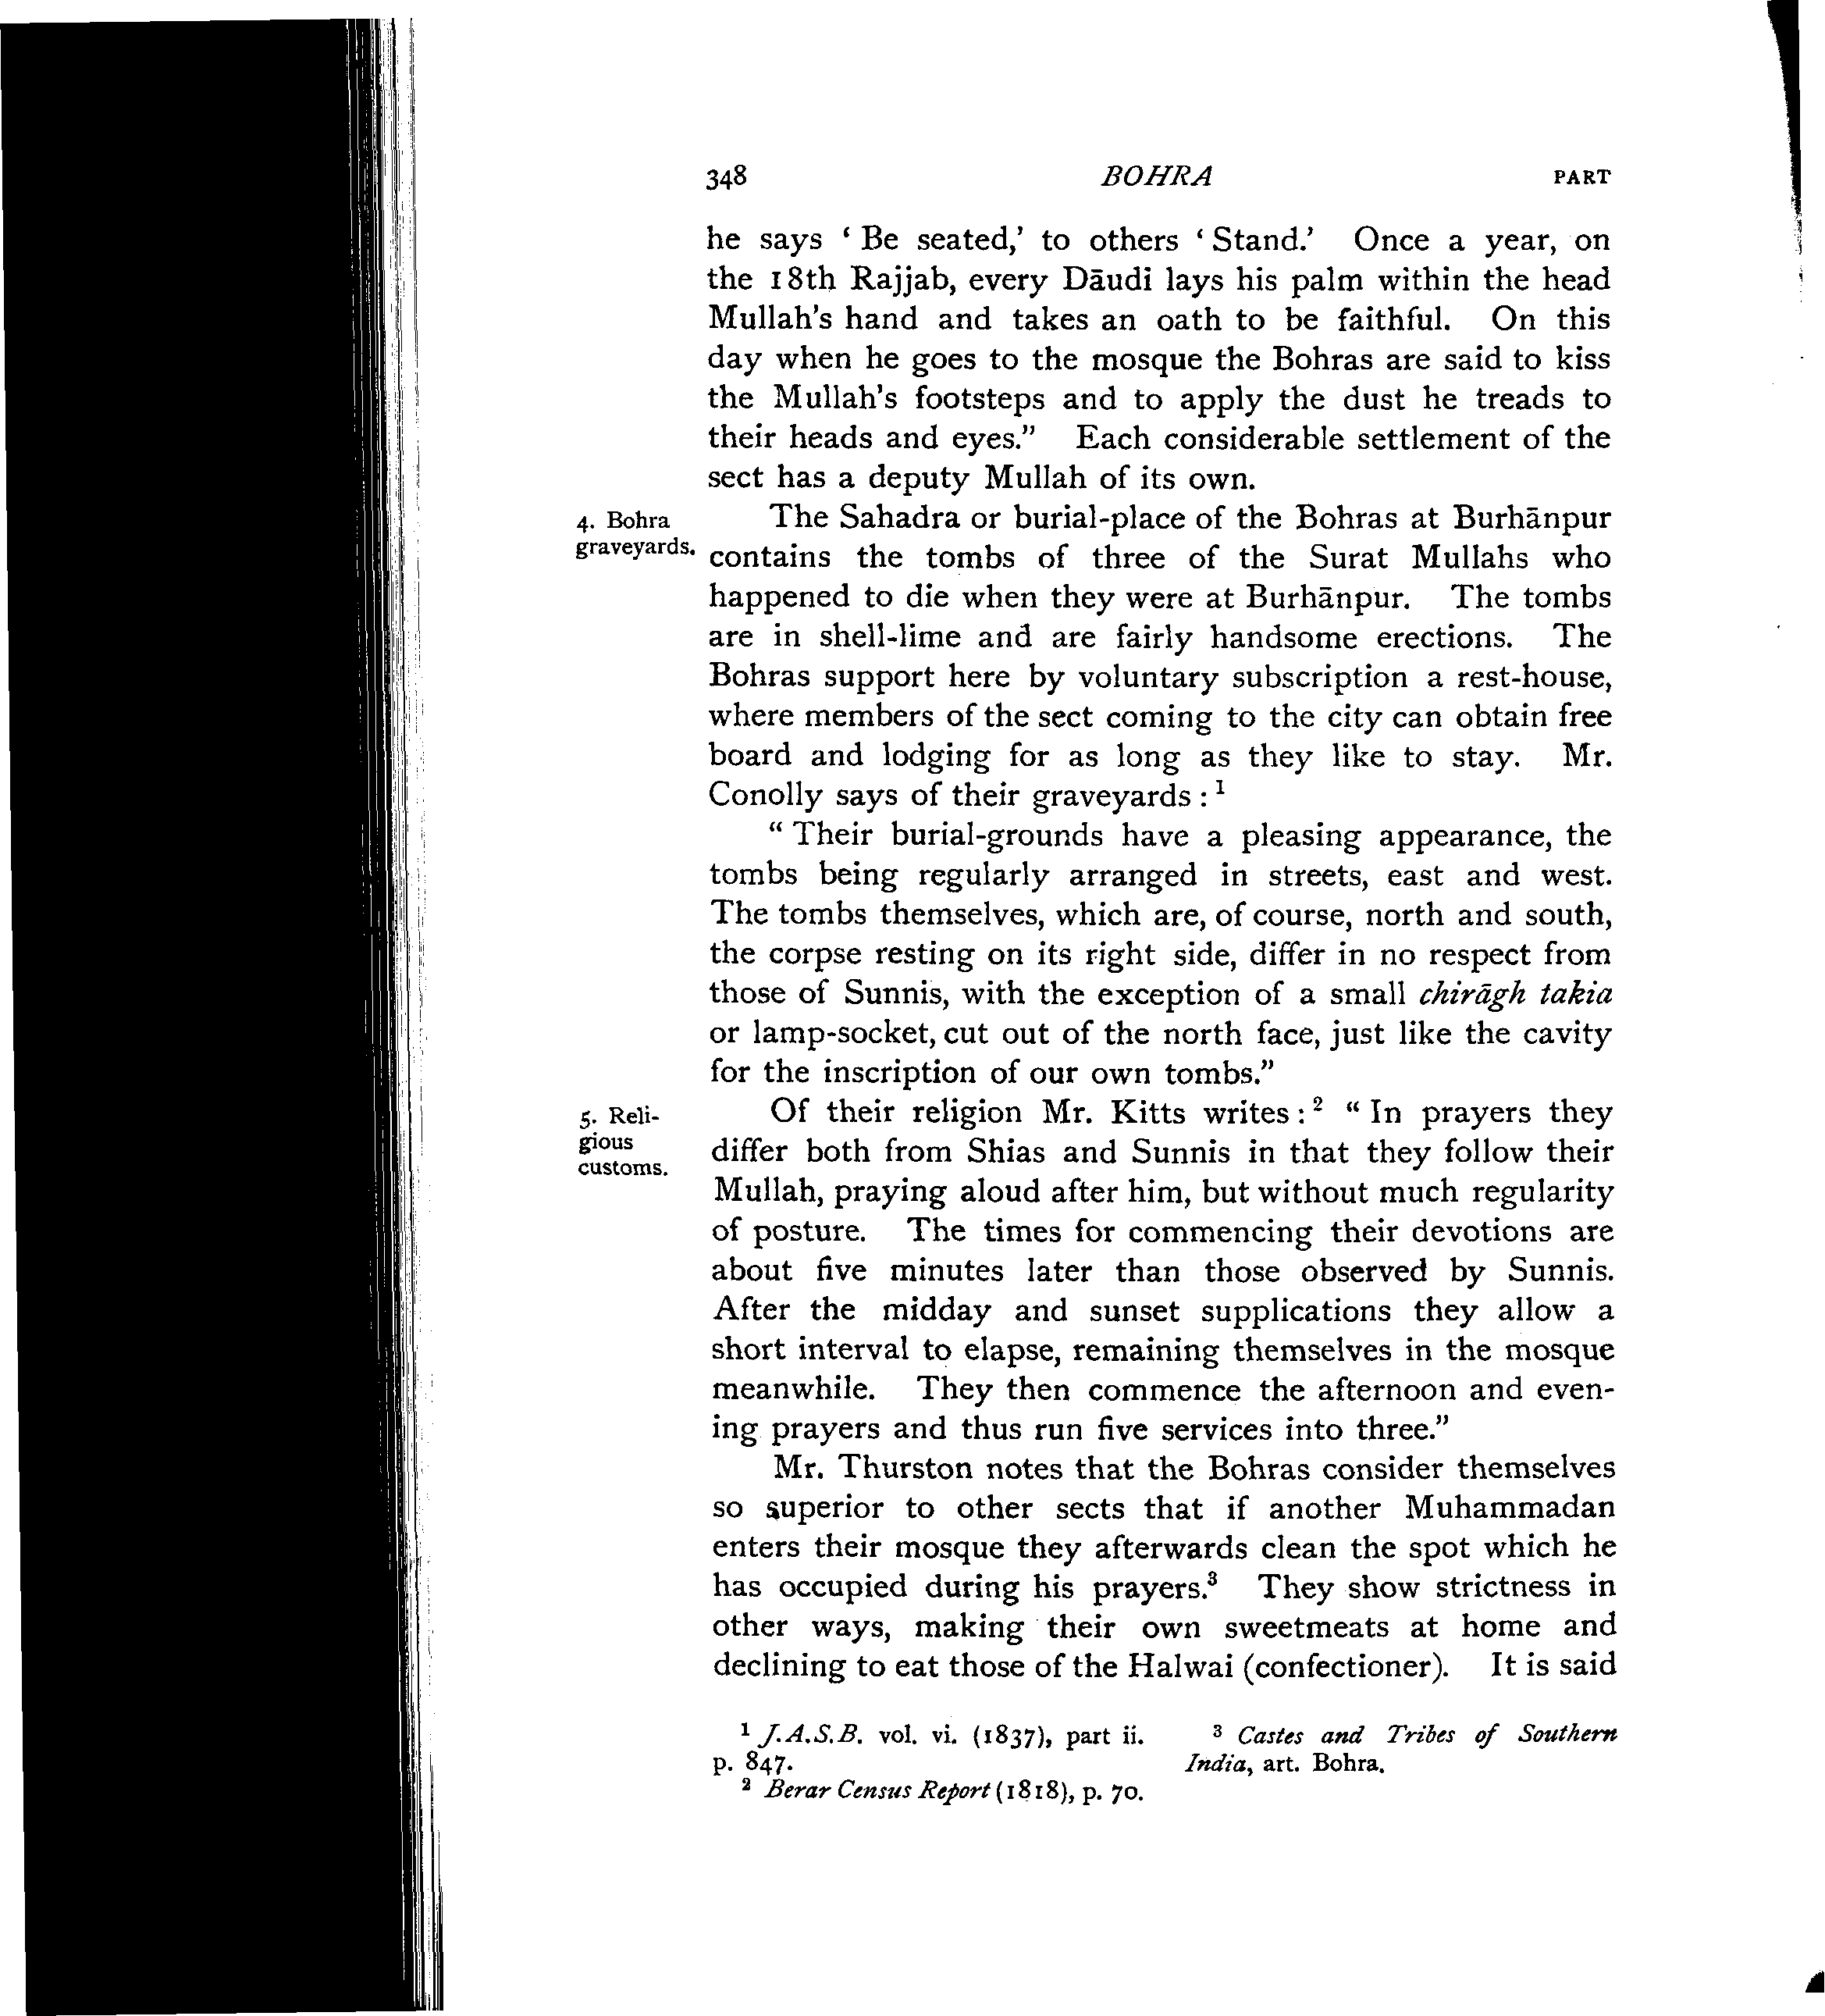 348 BOHRA PART
he says ‘ Be seated,’ to others ‘ Stand.’ Once a year, on
the 18th Rajjab, every Dāudi lays his palm within the head
Mullah’s hand and takes an oath to be faithful. On this
day when he goes to the mosque the Bohras are said to kiss
the Mullah’s footsteps and to apply the dust he treads to
their heads and eyes.” Each considerable settlement of the
sect has a deputy Mullah of its own.
4. Bohra
graveyards.
The Sahadra or burial-place of the Bohras at Burhānpur
contains the tombs of three of the Surat Mullahs who
happened to die when they were at Burhānpur. The tombs
are in shell-lime and are fairly handsome erections. The
Bohras support here by voluntary subscription a rest-house,
where members of the sect coming to the city can obtain free
board and lodging for as long as they like to stay. Mr.
Conolly says of their graveyards : ¹
“ Their burial-grounds have a pleasing appearance, the
tombs being regularly arranged in streets, east and west.
The tombs themselves, which are, of course, north and south,
the corpse resting on its right side, differ in no respect from
those of Sunnis, with the exception of a small chirāgh takia
or lamp-socket, cut out of the north face, just like the cavity
for the inscription of our own tombs.”
5. Reli-
gious
customs.
Of their religion Mr. Kitts writes : ² “ In prayers they
differ both from Shias and Sunnis in that they follow their
Mullah, praying aloud after him, but without much regularity
of posture. The times for commencing their devotions are
about five minutes later than those observed by Sunnis.
After the midday and sunset supplications they allow a
short interval to elapse, remaining themselves in the mosque
meanwhile. They then commence the afternoon and even-
ing prayers and thus run five services into three.”
Mr. Thurston notes that the Bohras consider themselves
so superior to other sects that if another Muhammadan
enters their mosque they afterwards clean the spot which he
has occupied during his prayers.³ They show strictness in
other ways, making their own sweetmeats at home and
declining to eat those of the Halwai (confectioner). It is said
¹ J.A.S.B. vol. vi. (1837), part ii.
p. 847.
² Berar Census Report (1818), p. 70.
³ Castes and Tribes of Southern
India, art. Bohra.